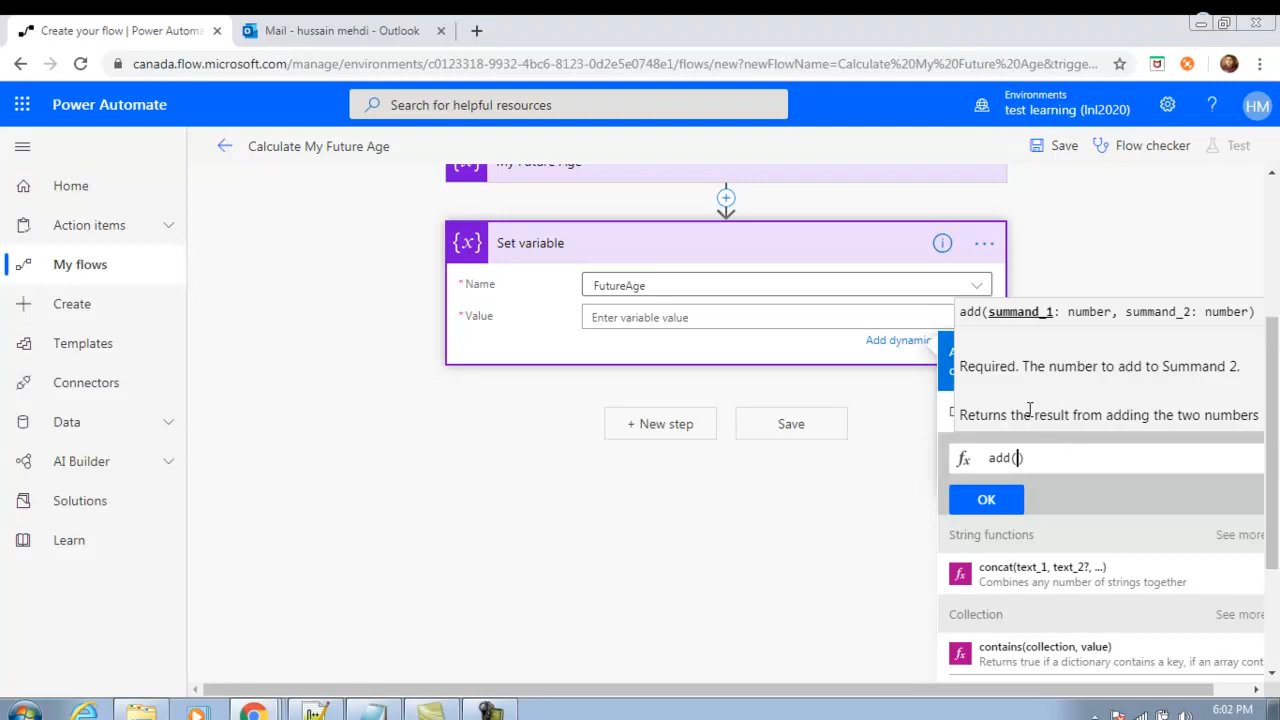 Create your flow | Power Automa
Mail - hussain mehdi - Outlook
canada.flow.microsoft.com/manage/environments/c0123318-9932-4bc6-8123-0d2e5e0748e1/flows/new?newFlowName=Calculate%20My%20Future%20Age&trigge...
Power Automate
Search for helpful resources
Environments
test learning (lnl2020)
HM
Calculate My Future Age
Save
Flow checker
Test
Home
Action items
My flows
Create
Templates
Connectors
Data
AI Builder
Solutions
Learn
My Future Age
{x} Set variable
* Name
FutureAge
* Value
Enter variable value
Add dynamic
add(summand_1: number, summand_2: number)
Required. The number to add to Summand 2.
Returns the result from adding the two numbers
fx add()
OK
String functions
See more
fx concat(text_1, text_2?, ...)
Combines any number of strings together
Collection
See more
fx contains(collection, value)
Returns true if a dictionary contains a key, if an array cont
+ New step
Save
6:02 PM